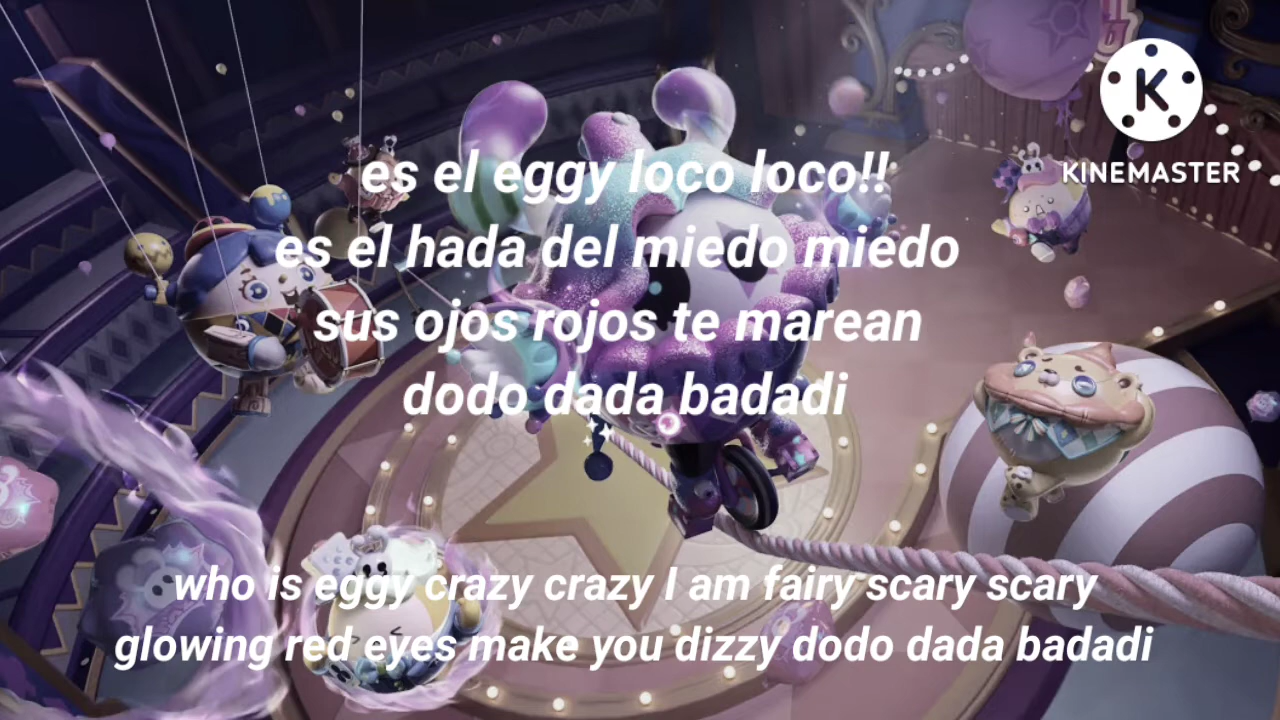 K
KINEMASTER
es el eggy loco loco!!
es el hada del miedo miedo
sus ojos rojos te marean
dodo dada badadi
who is eggy crazy crazy I am fairy scary scary
glowing red eyes make you dizzy dodo dada badadi